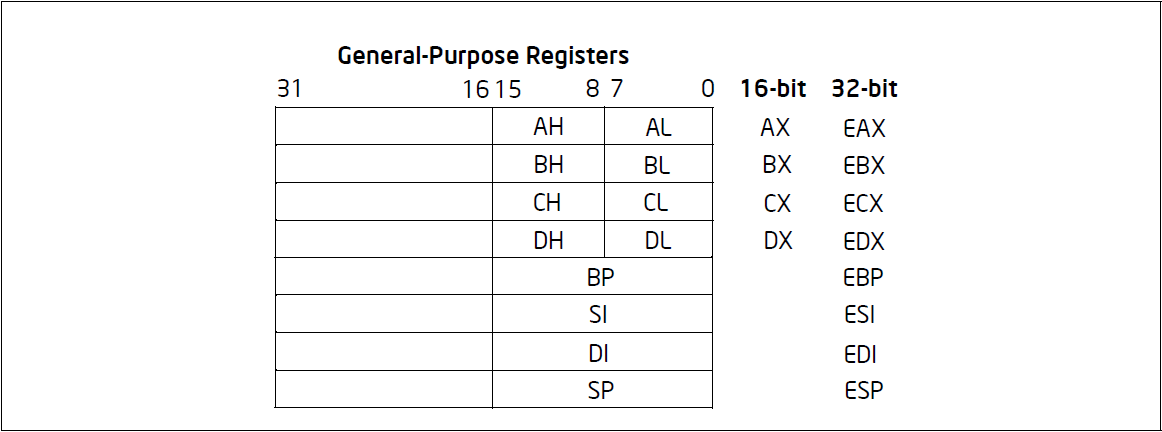 General-Purpose Registers
31 16 15 8 7 0 16-bit 32-bit
AH AL AX EAX
BH BL BX EBX
CH CL CX ECX
DH DL DX EDX
BP EBP
SI ESI
DI EDI
SP ESP